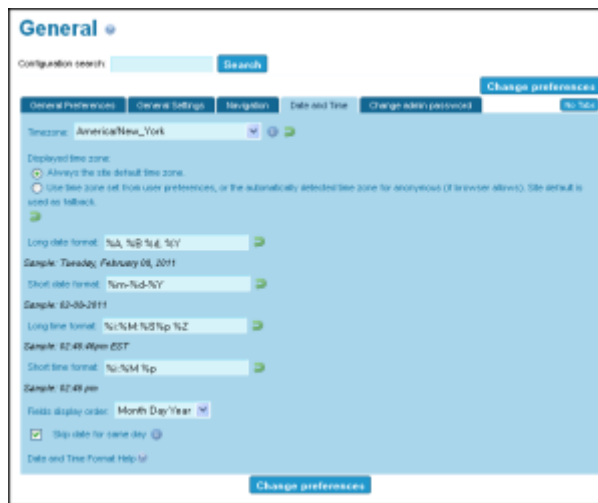 General
Configuration search:
Search
Change preferences
General Preferences
General Settings
Navigation
Date and Time
Change admin password
No Tabs
Timezone: America/New_York
Displayed time zone:
Always the site default time zone.
Use time zone set from user preferences, or the automatically detected time zone for anonymous (if browser allows). Site default is
used as fallback.
Long date format: %A, %B %d, %Y
Sample: Tuesday, February 08, 2011
Short date format: %m-%d-%Y
Sample: 02-08-2011
Long time format:
Sample: 02:48:46pm EST
Short time format: %i:%M %p
Sample: 02:48 pm
Fields display order: Month Day Year
Skip date for same day
Date and Time Format Help
Change preferences